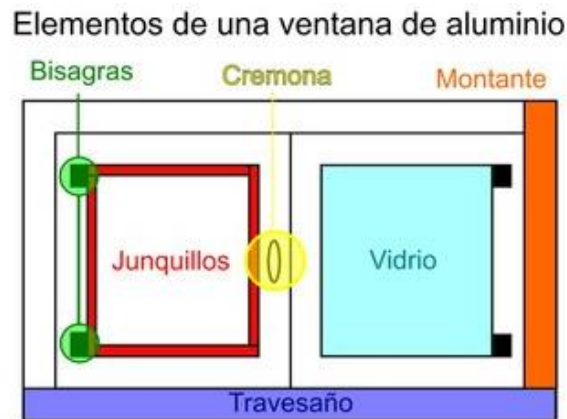 Elementos de una ventana de aluminio
Bisagras
Cremona
Montante
Junquillos
Vidrio
Travesaño